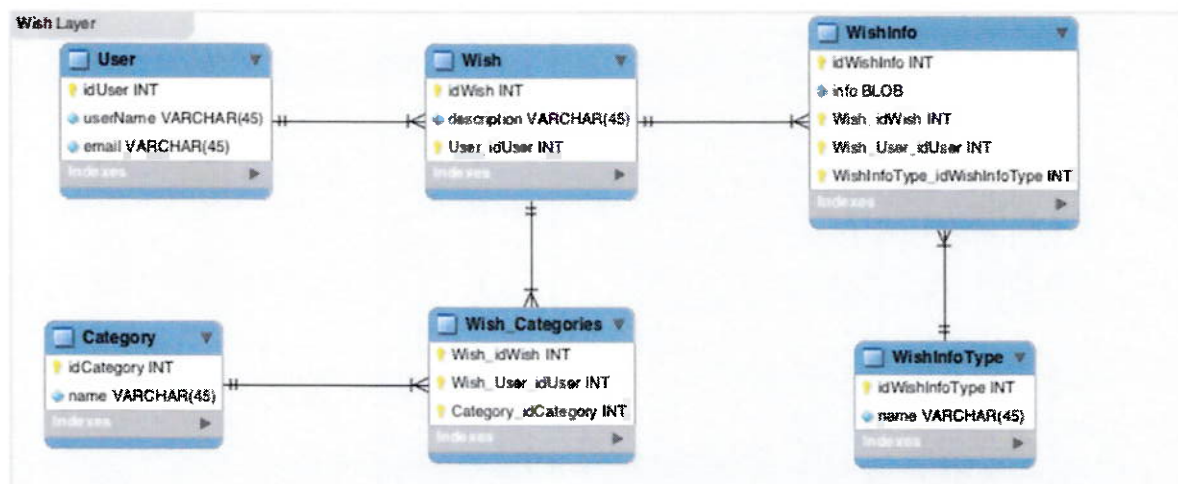 Wish Layer
User
idUser INT
userName VARCHAR(45)
email VARCHAR(45)
Indexes
Wish
idWish INT
description VARCHAR(45)
User_idUser INT
Indexes
WishInfo
idWishInfo INT
info BLOB
Wish_idWish INT
Wish_User_idUser INT
WishInfoType_idWishInfoType INT
Indexes
Category
idCategory INT
name VARCHAR(45)
Indexes
Wish_Categories
Wish_idWish INT
Wish_User_idUser INT
Category_idCategory INT
Indexes
WishInfoType
idWishInfoType INT
name VARCHAR(45)
Indexes